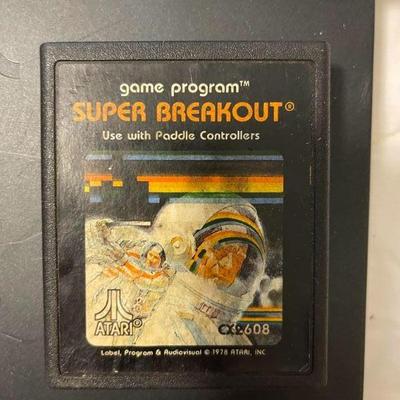 game program™
SUPER BREAKOUT®
Use with Paddle Controllers
ATARI®
CX2608
Label, Program & Audiovisual © 1978 ATARI, INC